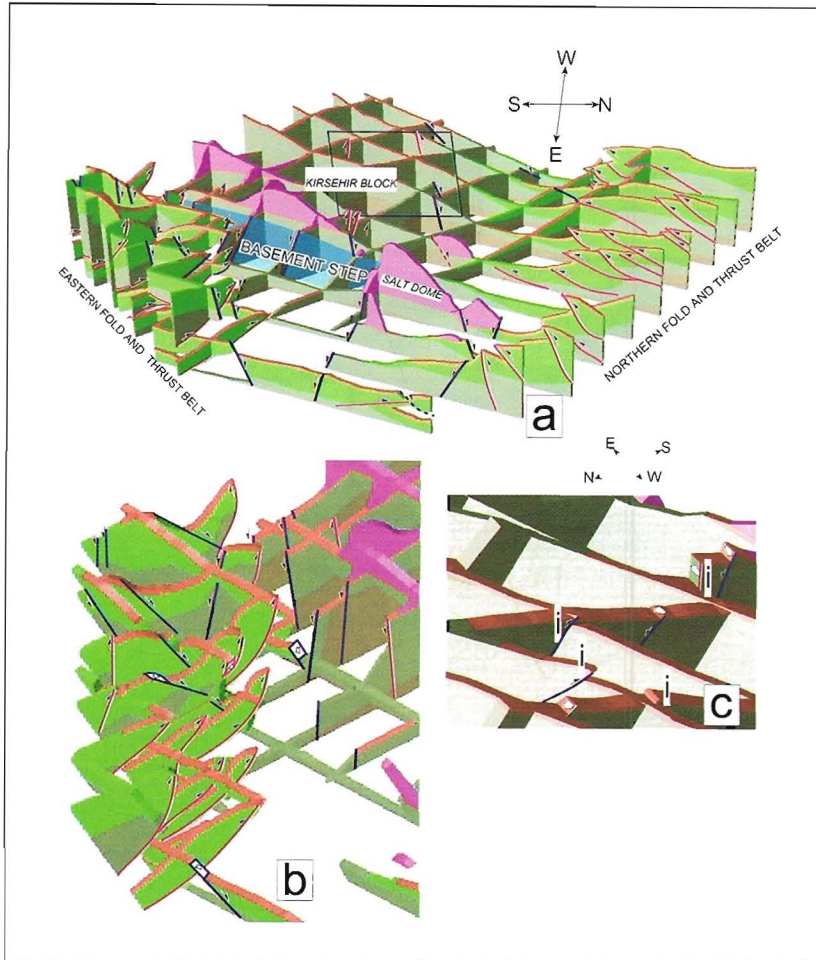 W
S N
E
KIRSEHIR BLOCK
BASEMENT STEP
SALT DOME
EASTERN FOLD AND THRUST BELT
NORTHERN FOLD AND THRUST BELT
a
E S
N W
i
i
i
i
c
b